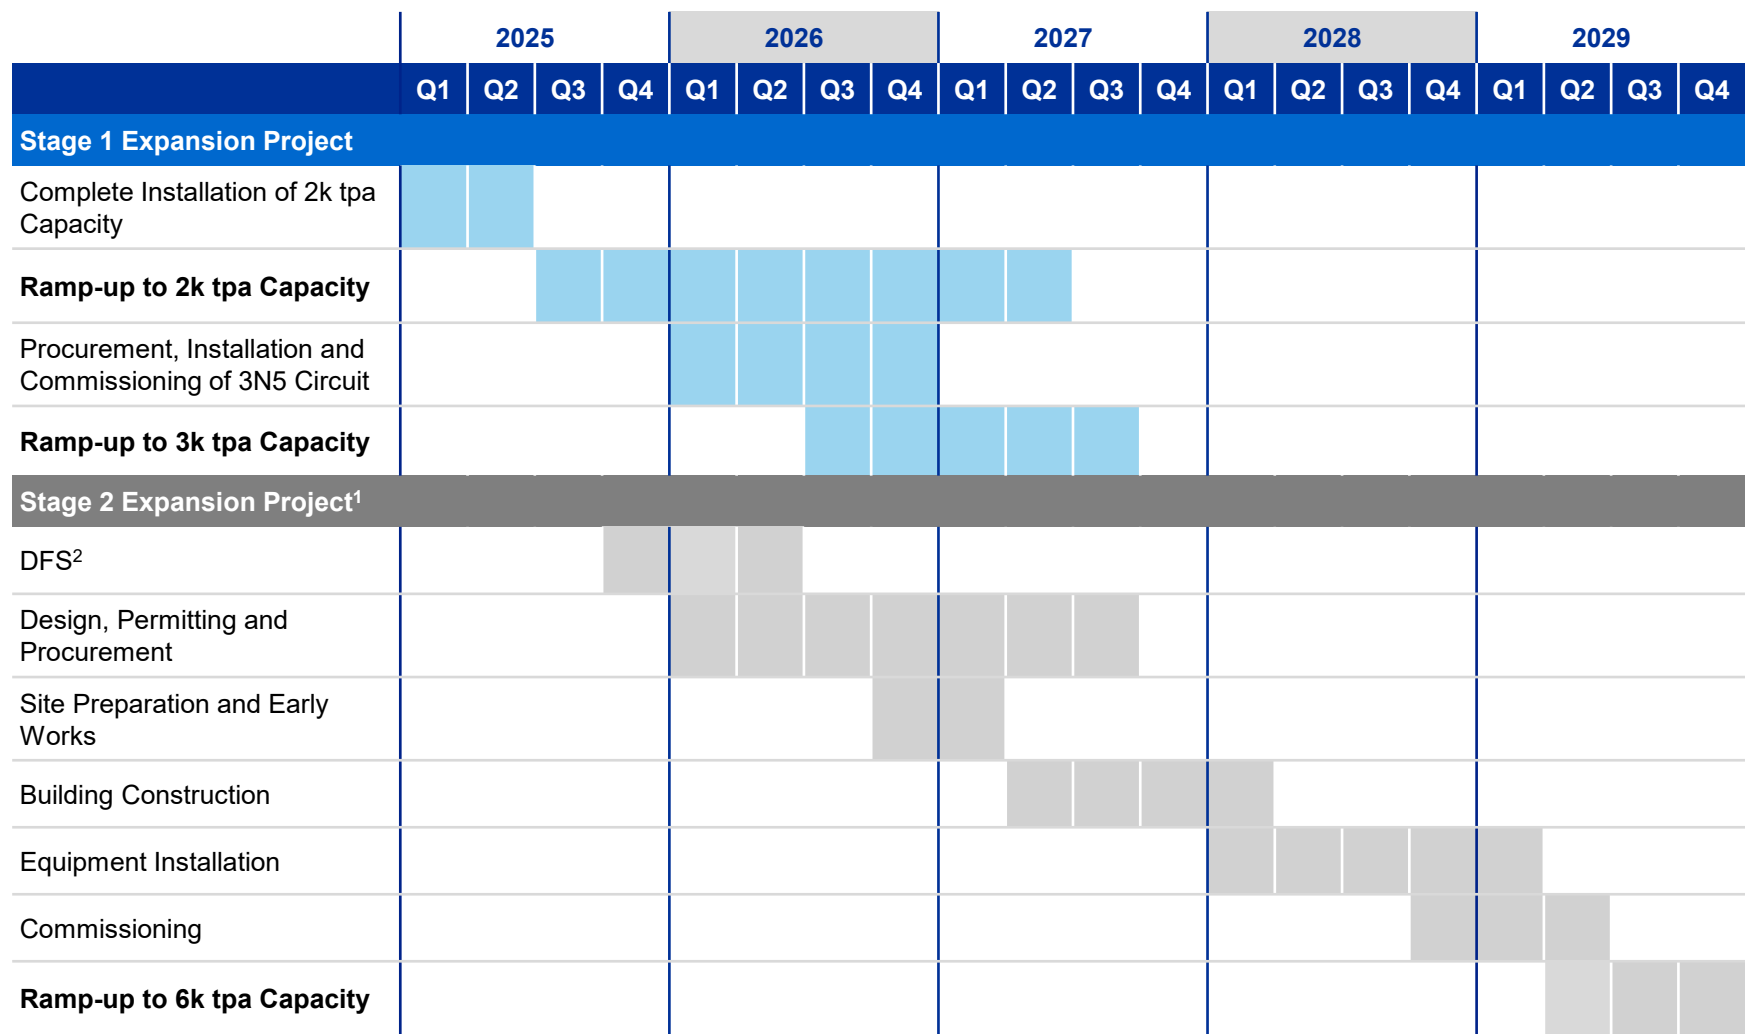 2025 2026 2027 2028 2029
Q1 Q2 Q3 Q4 Q1 Q2 Q3 Q4 Q1 Q2 Q3 Q4 Q1 Q2 Q3 Q4 Q1 Q2 Q3 Q4
Stage 1 Expansion Project
Complete Installation of 2k tpa
Capacity
Ramp-up to 2k tpa Capacity
Procurement, Installation and
Commissioning of 3N5 Circuit
Ramp-up to 3k tpa Capacity
Stage 2 Expansion Project¹
DFS²
Design, Permitting and
Procurement
Site Preparation and Early
Works
Building Construction
Equipment Installation
Commissioning
Ramp-up to 6k tpa Capacity